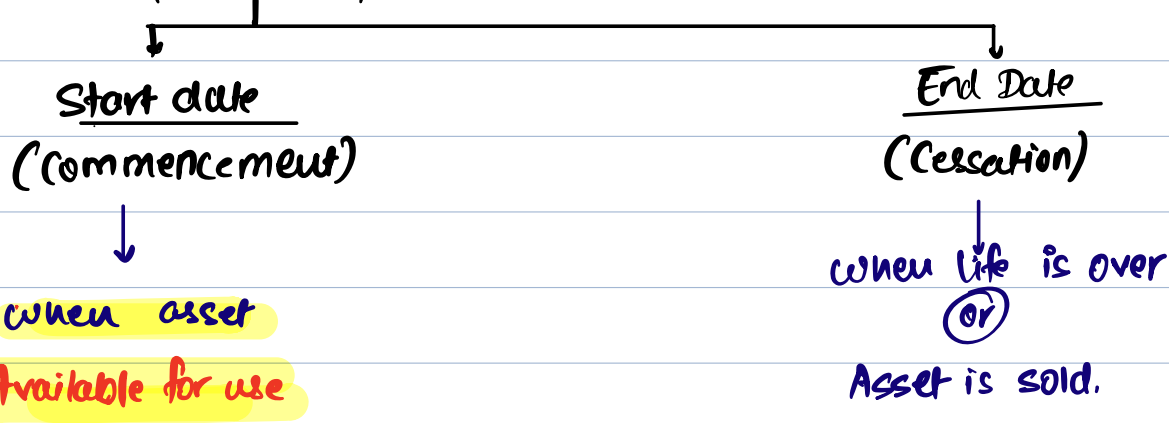 Start date
(Commencement)
when asset
Available for use
End Date
(Cessation)
when life is over
or
Asset is sold.